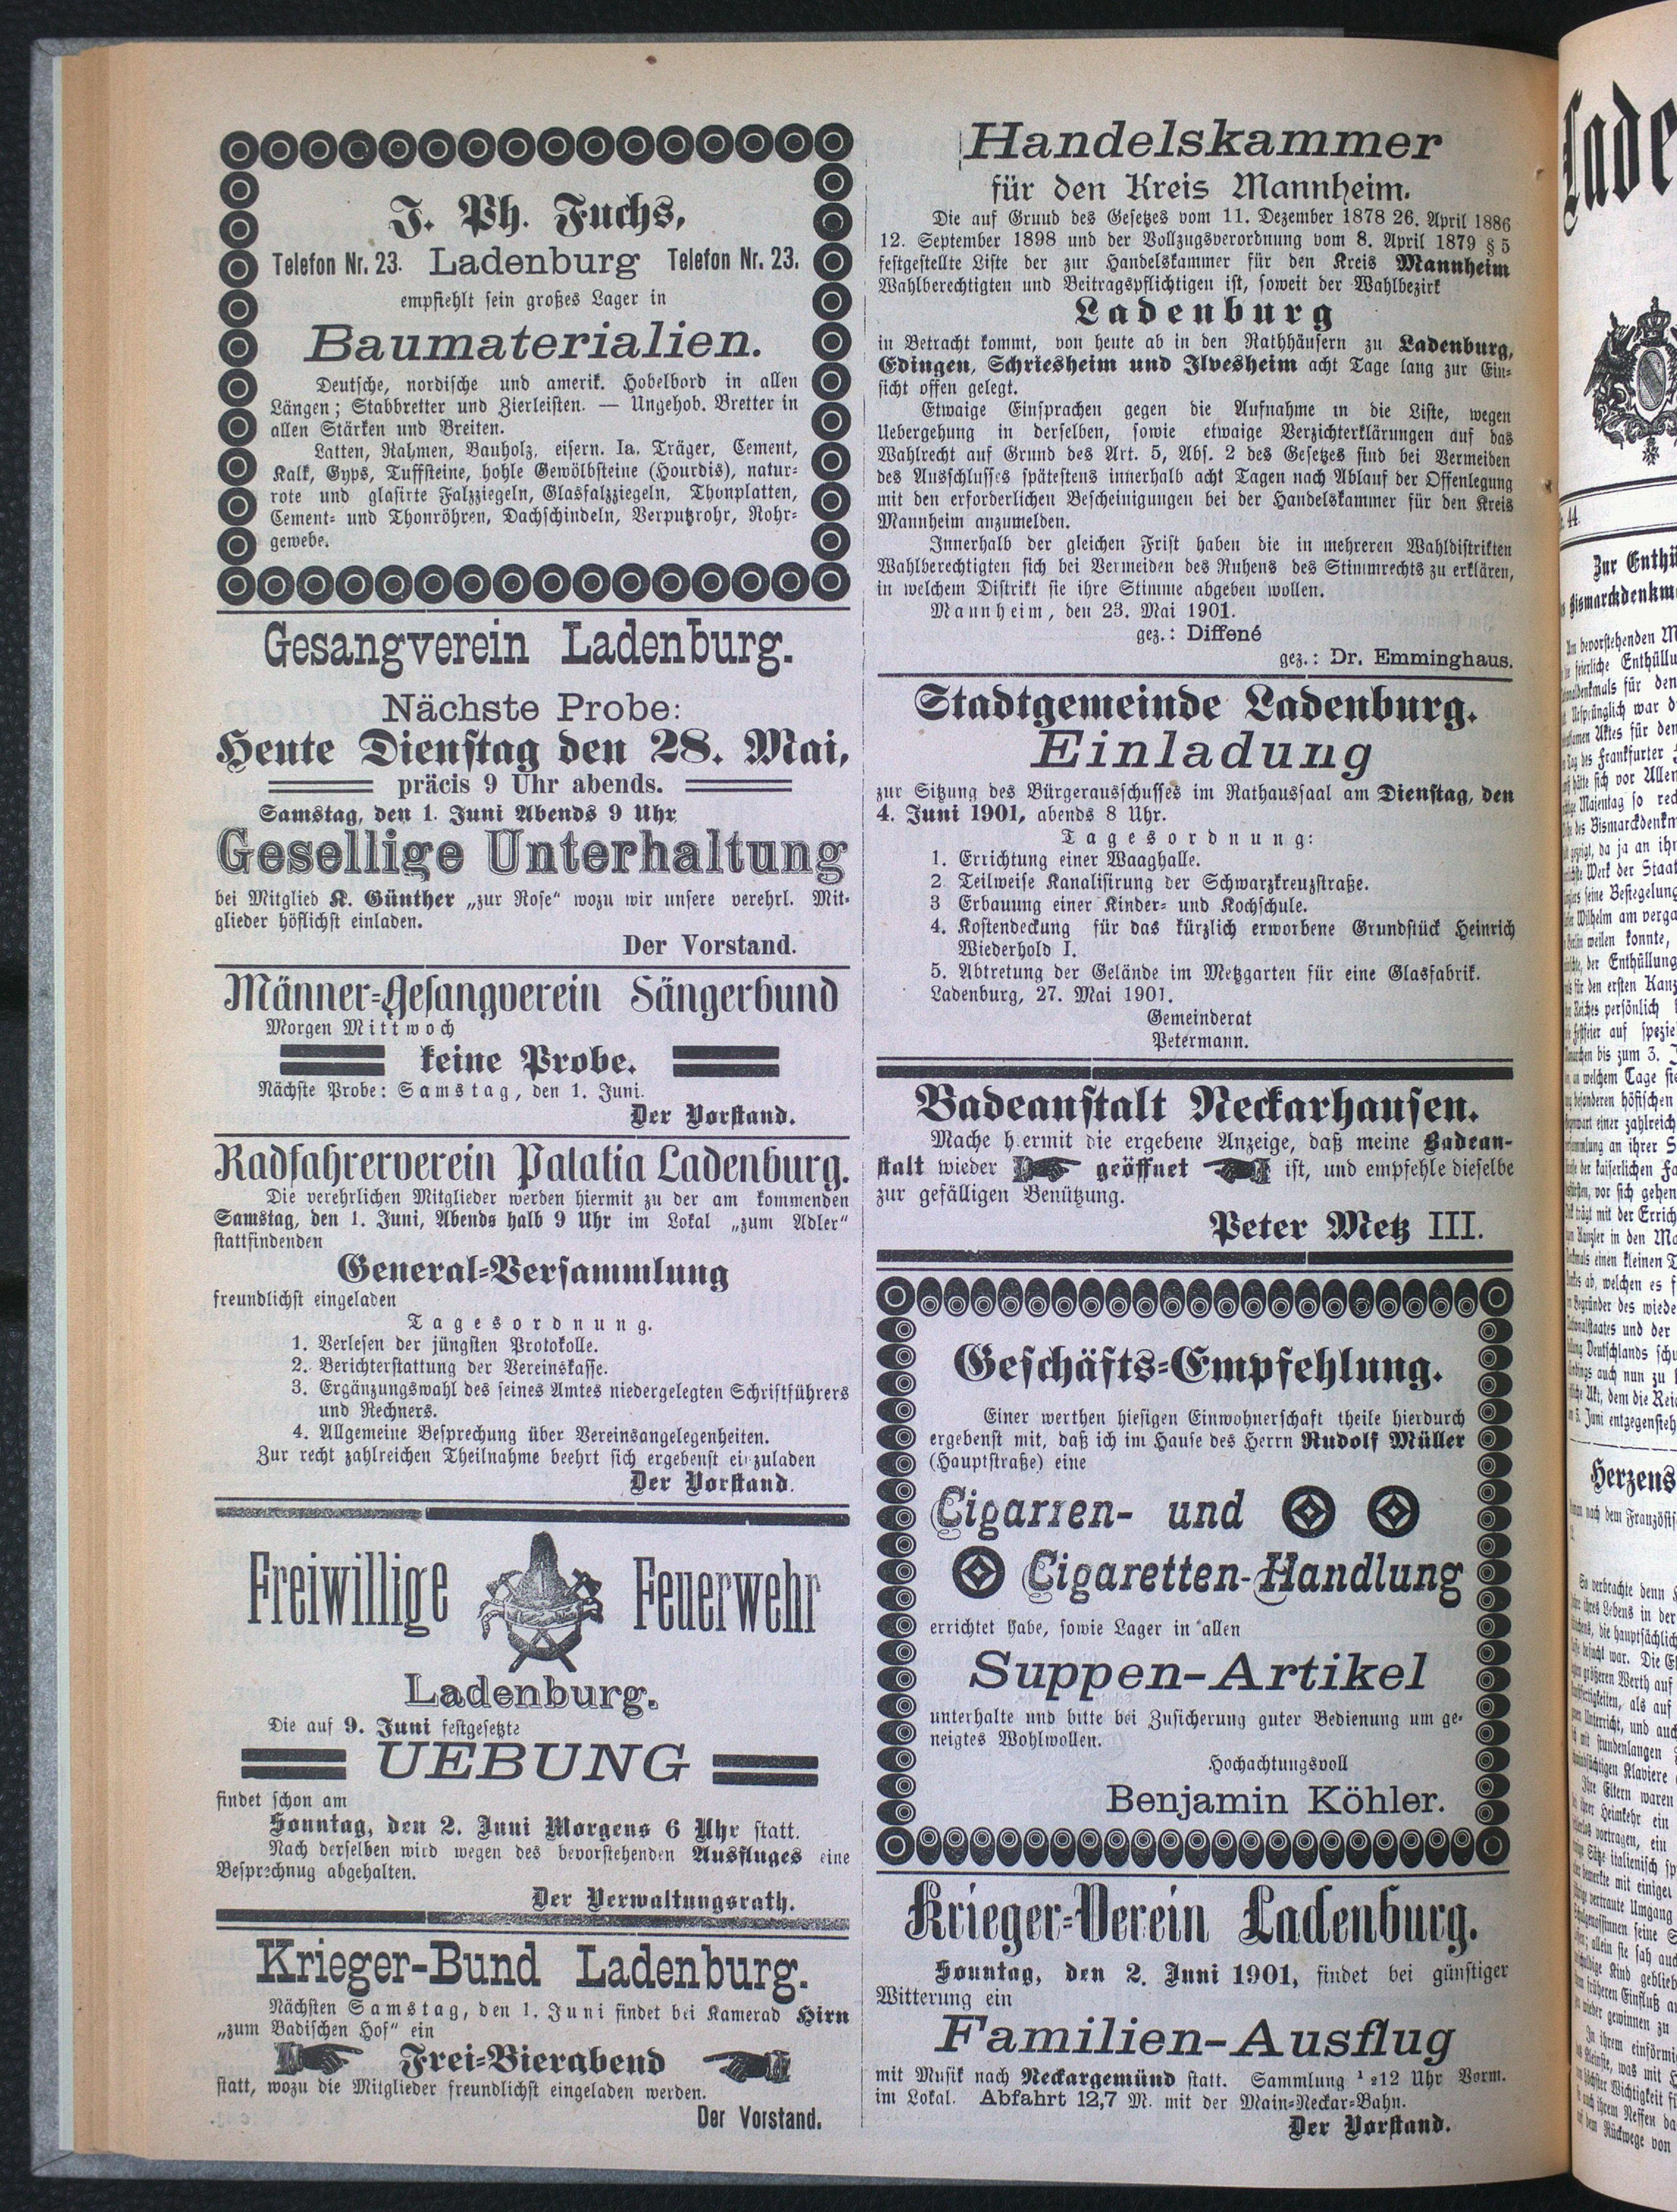 J. Ph. Fuchs,
Telefon Nr. 23. Ladenburg Telefon Nr. 23.
empfiehlt sein großes Lager in
Baumaterialien.
Deutsche, nordische und amerik. Hobelbord in allen
Längen; Stabbretter und Zierleisten. — Ungehob. Bretter in
allen Stärken und Breiten.
Latten, Rahmen, Bauholz, eisern. Ia. Träger, Cement,
Kalk, Gyps, Tuffsteine, hohle Gewölbsteine (Hourdis), natur-
rote und glasirte Falzziegeln, Glasfalzziegeln, Thonplatten,
Cement- und Thonröhren, Dachschindeln, Verputzrohr, Rohr-
gewebe.
Gesangverein Ladenburg.
Nächste Probe:
Heute Dienstag den 28. Mai,
präcis 9 Uhr abends.
Samstag, den 1. Juni Abends 9 Uhr
Gesellige Unterhaltung
bei Mitglied K. Günther „zur Rose“ wozu wir unsere verehrl. Mit-
glieder höflichst einladen.
Der Vorstand.
Männer-Gesangverein Sängerbund
Morgen Mittwoch
keine Probe.
Nächste Probe: Samstag, den 1. Juni.
Der Vorstand.
Radfahrerverein Palatia Ladenburg.
Die verehrlichen Mitglieder werden hiermit zu der am kommenden
Samstag, den 1. Juni, Abends halb 9 Uhr im Lokal „zum Adler“
stattfindenden
General-Versammlung
freundlichst eingeladen
Tagesordnung.
1. Verlesen der jüngsten Protokolle.
2. Berichterstattung der Vereinskasse.
3. Ergänzungswahl des seines Amtes niedergelegten Schriftführers
und Rechners.
4. Allgemeine Besprechung über Vereinsangelegenheiten.
Zur recht zahlreichen Theilnahme beehrt sich ergebenst einzuladen
Der Vorstand.
Freiwillige Feuerwehr
Ladenburg.
Die auf 9. Juni festgesetzte
UEBUNG
findet schon am
Sonntag, den 2. Juni Morgens 6 Uhr statt.
Nach derselben wird wegen des bevorstehenden Ausfluges eine
Besprechnug abgehalten.
Der Verwaltungsrath.
Krieger-Bund Ladenburg.
Nächsten Samstag, den 1. Juni findet bei Kamerad Hirn
„zum Badischen Hof“ ein
Frei-Bierabend
statt, wozu die Mitglieder freundlichst eingeladen werden.
Der Vorstand.
Handelskammer
für den Kreis Mannheim.
Die auf Grund des Gesetzes vom 11. Dezember 1878 26. April 1886
12. September 1898 und der Vollzugsverordnung vom 8. April 1879 § 5
festgestellte Liste der zur Handelskammer für den Kreis Mannheim
Wahlberechtigten und Beitragspflichtigen ist, soweit der Wahlbezirk
Ladenburg
in Betracht kommt, von heute ab in den Rathhäusern zu Ladenburg,
Edingen, Schriesheim und Ilvesheim acht Tage lang zur Ein-
sicht offen gelegt.
Etwaige Einsprachen gegen die Aufnahme in die Liste, wegen
Uebergehung in derselben, sowie etwaige Verzichterklärungen auf das
Wahlrecht auf Grund des Art. 5, Abs. 2 des Gesetzes sind bei Vermeiden
des Ausschlusses spätestens innerhalb acht Tagen nach Ablauf der Offenlegung
mit den erforderlichen Bescheinigungen bei der Handelskammer für den Kreis
Mannheim anzumelden.
Innerhalb der gleichen Frist haben die in mehreren Wahldistrikten
Wahlberechtigten sich bei Vermeiden des Ruhens des Stimmrechts zu erklären,
in welchem Distrikt sie ihre Stimme abgeben wollen.
Mannheim, den 23. Mai 1901.
gez.: Diffené
gez.: Dr. Emminghaus.
Stadtgemeinde Ladenburg.
Einladung
zur Sitzung des Bürgerausschusses im Rathaussaal am Dienstag, den
4. Juni 1901, abends 8 Uhr.
Tagesordnung:
1. Errichtung einer Waaghalle.
2 Teilweise Kanalisirung der Schwarzkreuzstraße.
3 Erbauung einer Kinder- und Kochschule.
4. Kostendeckung für das kürzlich erworbene Grundstück Heinrich
Wiederhold I.
5. Abtretung der Gelände im Metzgarten für eine Glasfabrik.
Ladenburg, 27. Mai 1901.
Gemeinderat
Petermann.
Badeanstalt Neckarhausen.
Mache hiermit die ergebene Anzeige, daß meine Badean-
stalt wieder geöffnet ist, und empfehle dieselbe
zur gefälligen Benützung.
Peter Metz III.
Geschäfts-Empfehlung.
Einer werthen hiesigen Einwohnerschaft theile hierdurch
ergebenst mit, daß ich im Hause des Herrn Rudolf Müller
(Hauptstraße) eine
Cigarren- und
Cigaretten-Handlung
errichtet habe, sowie Lager in allen
Suppen-Artikel
unterhalte und bitte bei Zusicherung guter Bedienung um ge-
neigtes Wohlwollen.
Hochachtungsvoll
Benjamin Köhler.
Krieger-Verein Ladenburg.
Sonntag, den 2. Juni 1901, findet bei günstiger
Witterung ein
Familien-Ausflug
mit Musik nach Neckargemünd statt. Sammlung ½12 Uhr Vorm.
im Lokal. Abfahrt 12,7 M. mit der Main-Neckar-Bahn.
Der Vorstand.
Lade
44.
Zur Enthü
Bismarckdenkm
Herzens